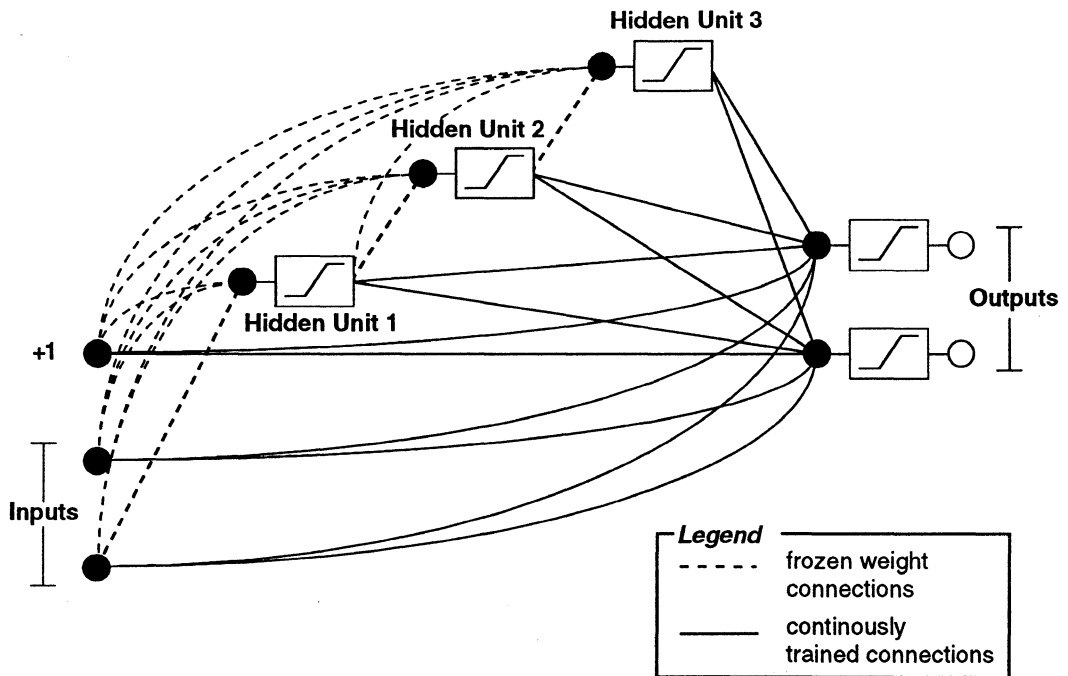 Hidden Unit 3
Hidden Unit 2
Hidden Unit 1
+1
Outputs
Inputs
Legend
frozen weight
connections
continously
trained connections